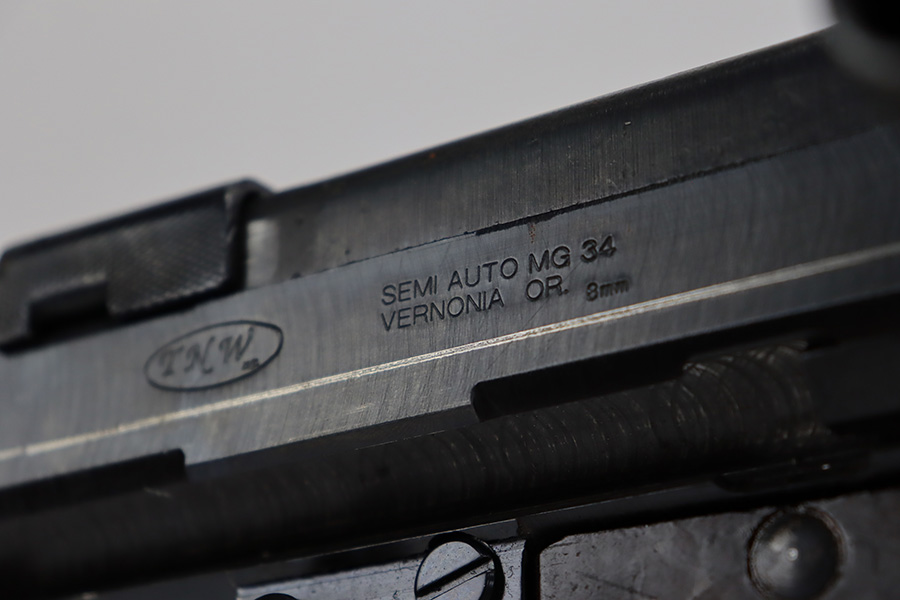 TNW
SEMI AUTO MG 34
VERNONIA OR. 8mm